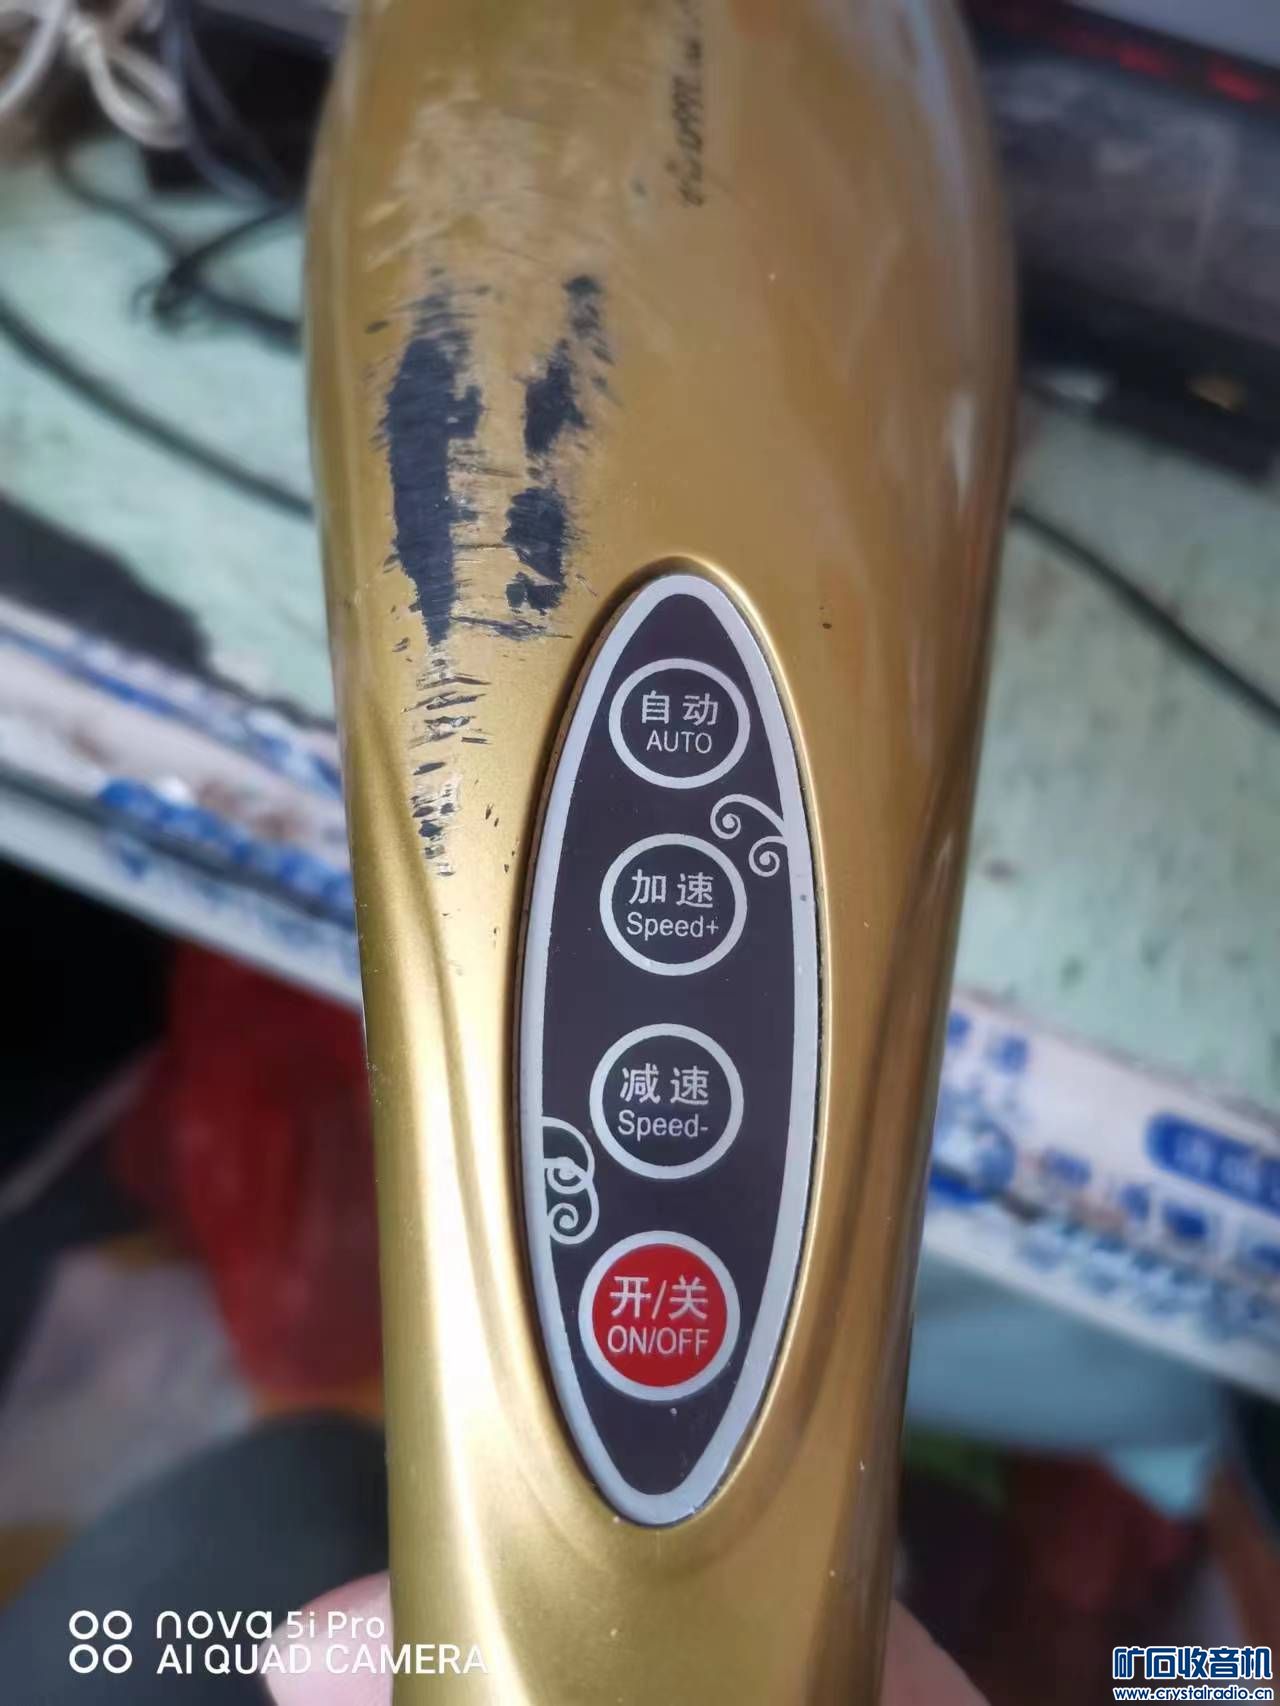 自动
AUTO
加速
Speed+
减速
Speed-
开/关
ON/OFF
nova 5i Pro
AI QUAD CAMERA
矿石收音机
www.crystalradio.cn